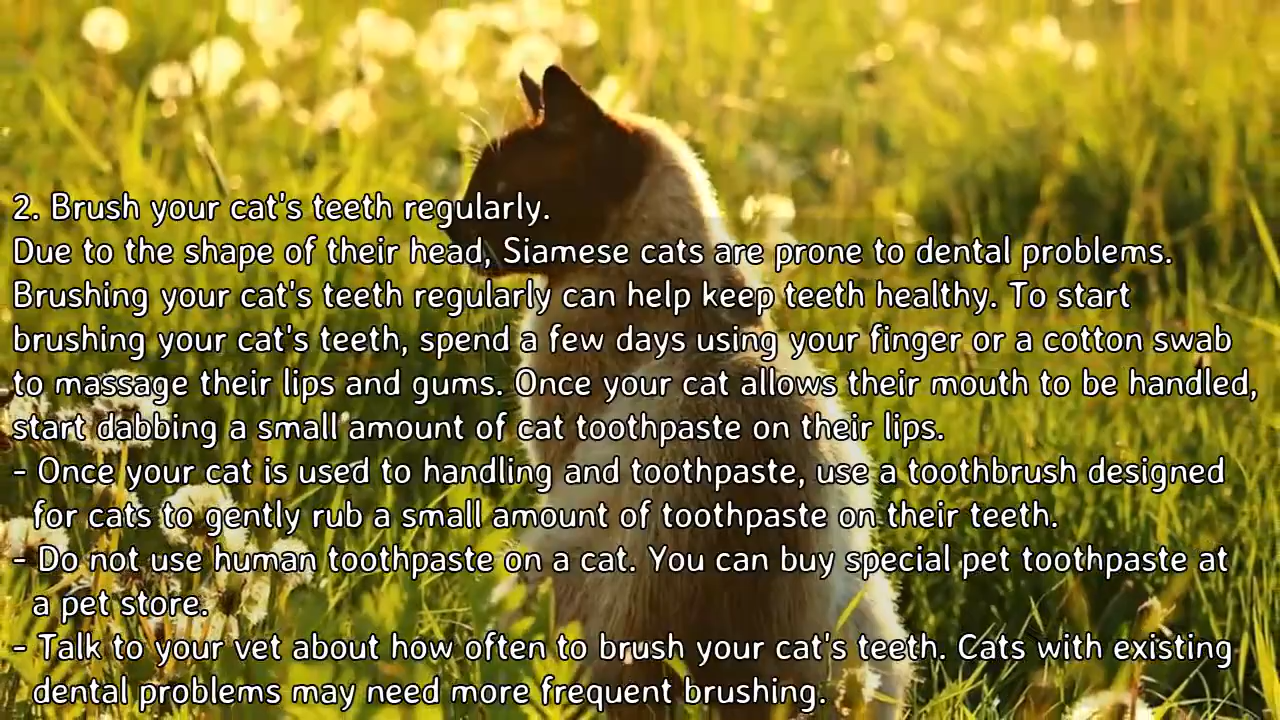 2. Brush your cat's teeth regularly.
Due to the shape of their head, Siamese cats are prone to dental problems.
Brushing your cat's teeth regularly can help keep teeth healthy. To start
brushing your cat's teeth, spend a few days using your finger or a cotton swab
to massage their lips and gums. Once your cat allows their mouth to be handled,
start dabbing a small amount of cat toothpaste on their lips.
- Once your cat is used to handling and toothpaste, use a toothbrush designed
for cats to gently rub a small amount of toothpaste on their teeth.
- Do not use human toothpaste on a cat. You can buy special pet toothpaste at
a pet store.
- Talk to your vet about how often to brush your cat's teeth. Cats with existing
dental problems may need more frequent brushing.